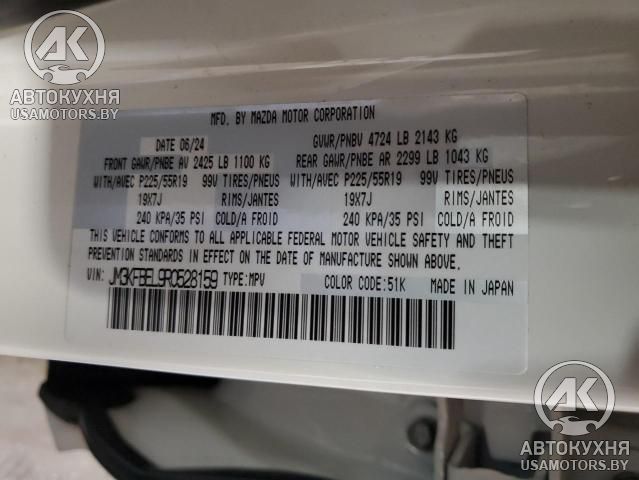 AK
АВТОКУХНЯ
USAMOTORS.BY
MFD. BY MAZDA MOTOR CORPORATION
DATE 06/24 GVWR/PNBV 4724 LB 2143 KG
FRONT GAWR/PNBE AV 2425 LB 1100 KG REAR GAWR/PNBE AR 2299 LB 1043 KG
WITH/AVEC P225/55R19 99V TIRES/PNEUS WITH/AVEC P225/55R19 99V TIRES/PNEUS
19X7J RIMS/JANTES 19X7J RIMS/JANTES
240 KPA/35 PSI COLD/A FROID 240 KPA/35 PSI COLD/A FROID
THIS VEHICLE CONFORMS TO ALL APPLICABLE FEDERAL MOTOR VEHICLE SAFETY AND THEFT
PREVENTION STANDARDS IN EFFECT ON THE DATE OF MANUFACTURE SHOWN ABOVE.
VIN: JM3KFBEL9R0528159 TYPE:MPV COLOR CODE:51K MADE IN JAPAN
AK
АВТОКУХНЯ
USAMOTORS.BY